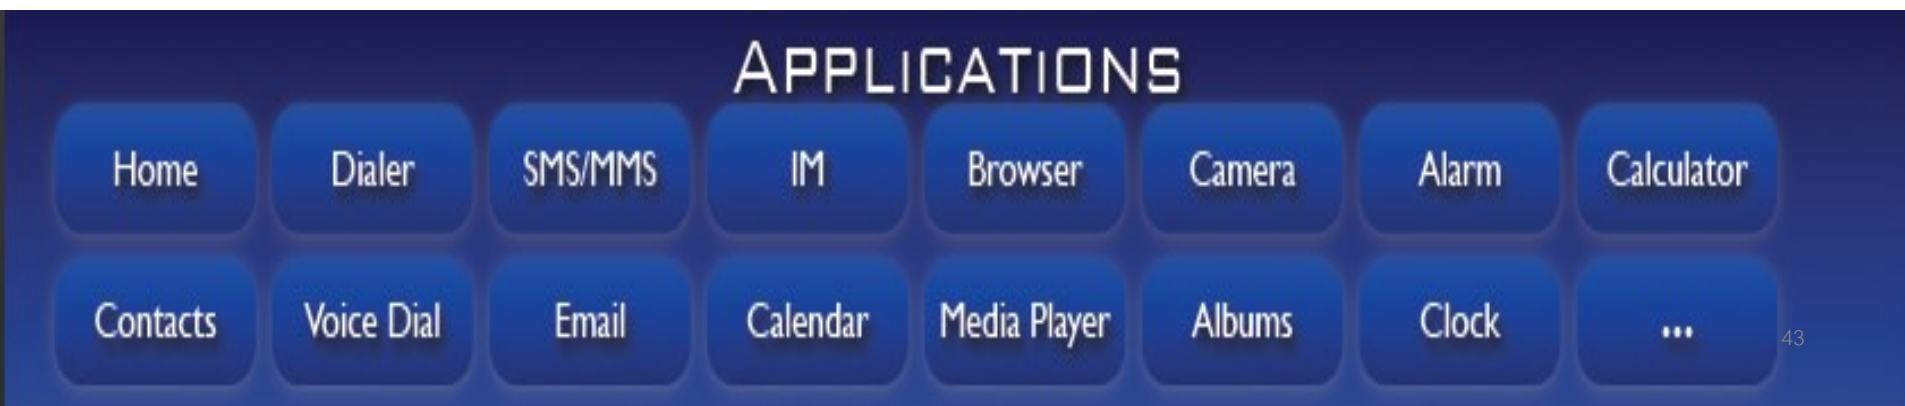 APPLICATIONS
Home Dialer SMS/MMS IM Browser Camera Alarm Calculator
Contacts Voice Dial Email Calendar Media Player Albums Clock ...
43